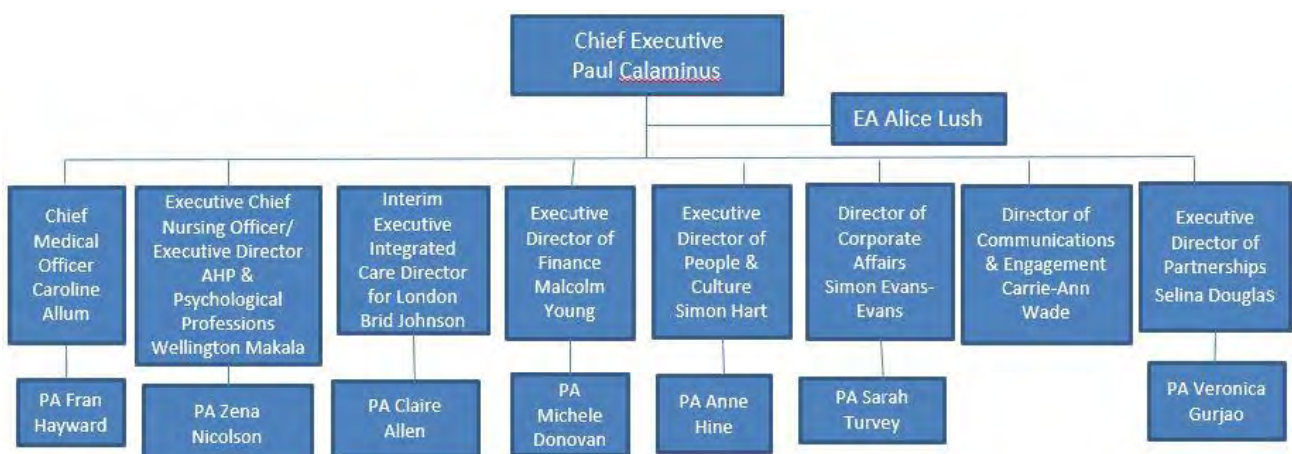 Chief Executive
Paul Calaminus
EA Alice Lush
Chief
Medical
Officer
Caroline
Allum
Executive Chief
Nursing Officer/
Executive Director
AHP &
Psychological
Professions
Wellington Makala
Interim
Executive
Integrated
Care Director
for London
Brid Johnson
Executive
Director of
Finance
Malcolm
Young
Executive
Director of
People &
Culture
Simon Hart
Director of
Corporate
Affairs
Simon Evans-
Evans
Director of
Communications
& Engagement
Carrie-Ann
Wade
Executive
Director of
Partnerships
Selina Douglas
PA Fran
Hayward
PA Zena
Nicolson
PA Claire
Allen
PA
Michele
Donovan
PA Anne
Hine
PA Sarah
Turvey
PA Veronica
Gurjao